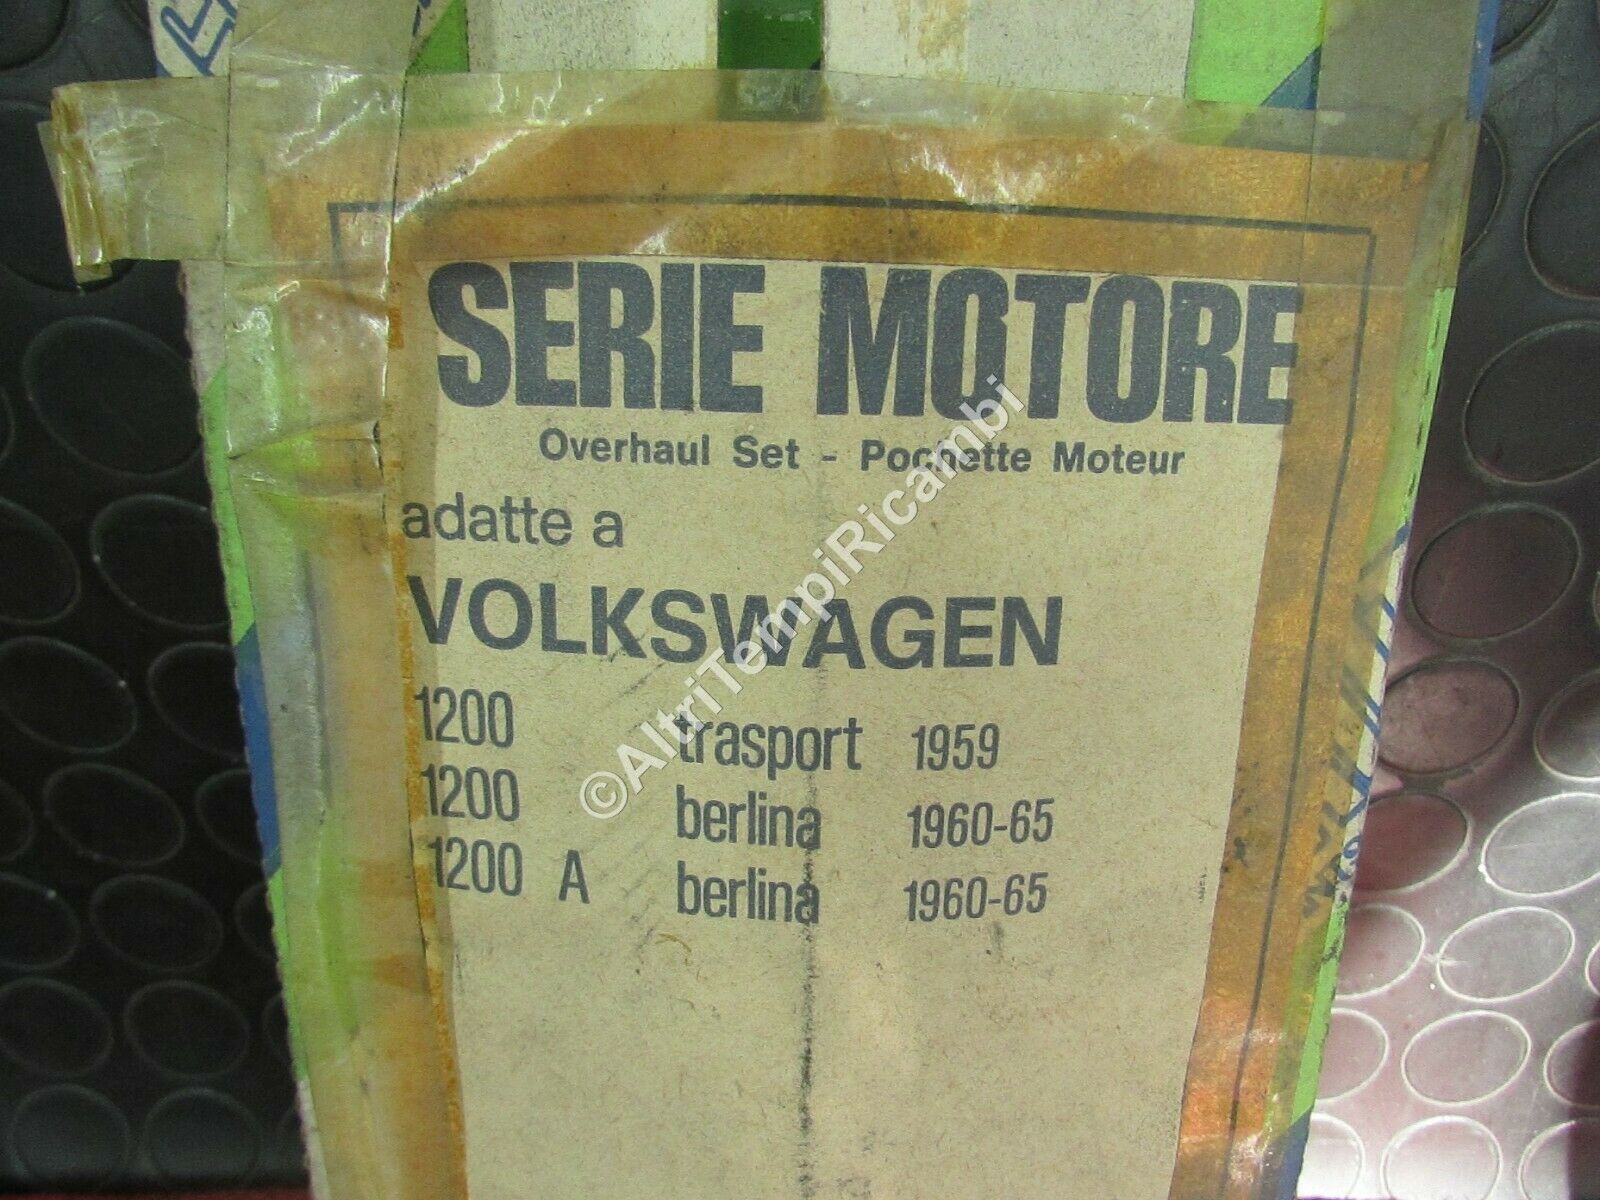 SERIE MOTORE
Overhaul Set - Pochette Moteur
adatte a
VOLKSWAGEN
1200 trasport 1959
1200 berlina 1960-65
1200 A berlina 1960-65
©AltriTempiRicambi